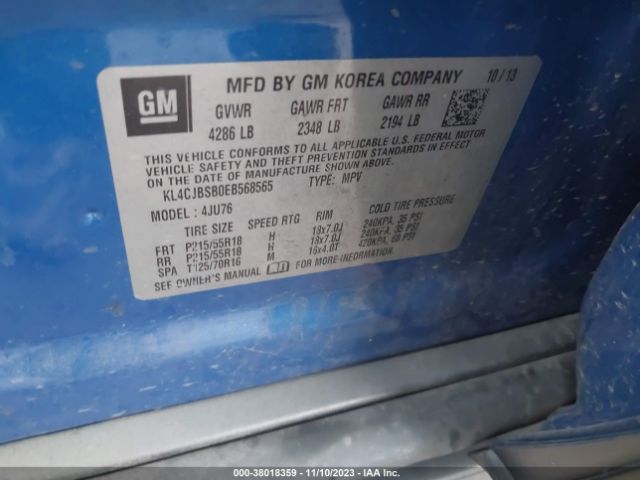 GM
MFD BY GM KOREA COMPANY 10/13
GVWR GAWR FRT GAWR RR
4286 LB 2348 LB 2194 LB
THIS VEHICLE CONFORMS TO ALL APPLICABLE U.S. FEDERAL MOTOR
VEHICLE SAFETY AND THEFT PREVENTION STANDARDS IN EFFECT
ON THE DATE OF MANUFACTURE SHOWN ABOVE.
KL4CJBSB0EB568565 TYPE: MPV
MODEL: 4JU76
TIRE SIZE SPEED RTG RIM COLD TIRE PRESSURE
FRT P215/55R18 H 18x7.0J 240KPA, 35 PSI
RR P215/55R18 H 18x7.0J 240KPA, 35 PSI
SPA T125/70R16 M 16x4.0T 420KPA, 60 PSI
SEE OWNER'S MANUAL FOR MORE INFORMATION.
000-38018359 — 11/10/2023 — IAA Inc.